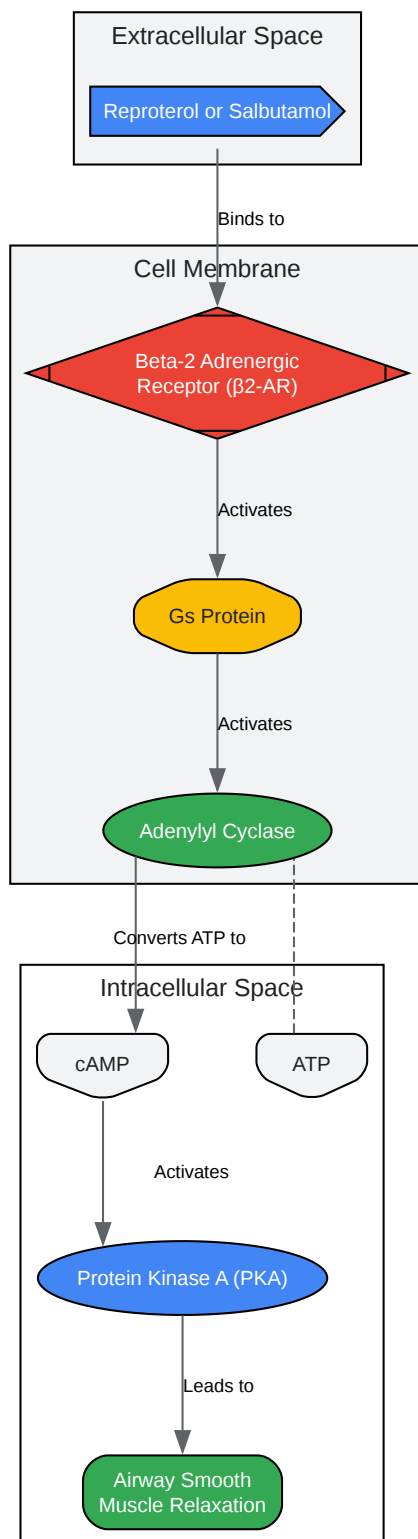 Extracellular Space
Reproterol or Salbutamol
Binds to
Cell Membrane
Beta-2 Adrenergic
Receptor (β2-AR)
Activates
Gs Protein
Activates
Adenylyl Cyclase
Converts ATP to
Intracellular Space
cAMP
ATP
Activates
Protein Kinase A (PKA)
Leads to
Airway Smooth
Muscle Relaxation